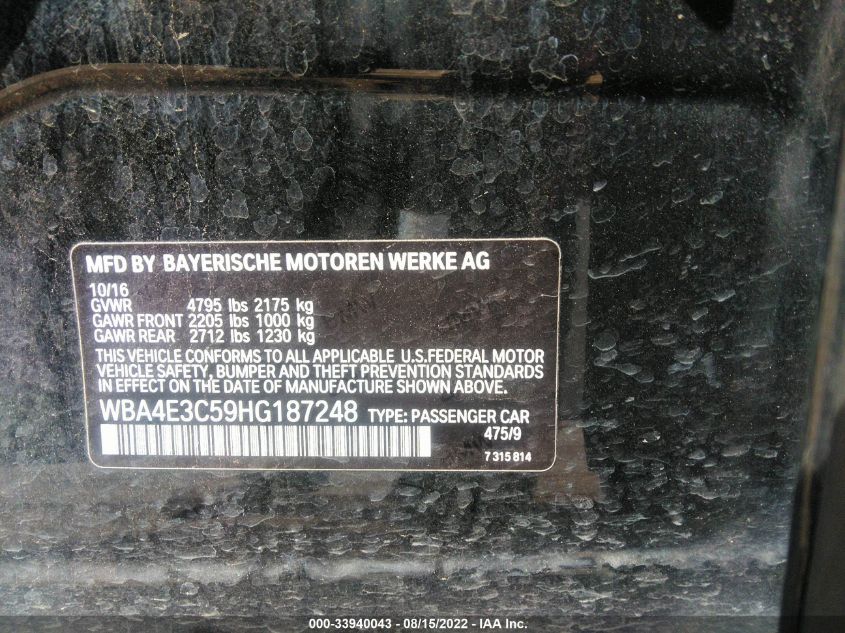 MFD BY BAYERISCHE MOTOREN WERKE AG
10/16
GVWR 4795 lbs 2175 kg
GAWR FRONT 2205 lbs 1000 kg
GAWR REAR 2712 lbs 1230 kg
THIS VEHICLE CONFORMS TO ALL APPLICABLE U.S.FEDERAL MOTOR
VEHICLE SAFETY, BUMPER AND THEFT PREVENTION STANDARDS
IN EFFECT ON THE DATE OF MANUFACTURE SHOWN ABOVE.
WBA4E3C59HG187248 TYPE: PASSENGER CAR
475/9
7 315 814
000-33940043 - 08/15/2022 - IAA Inc.